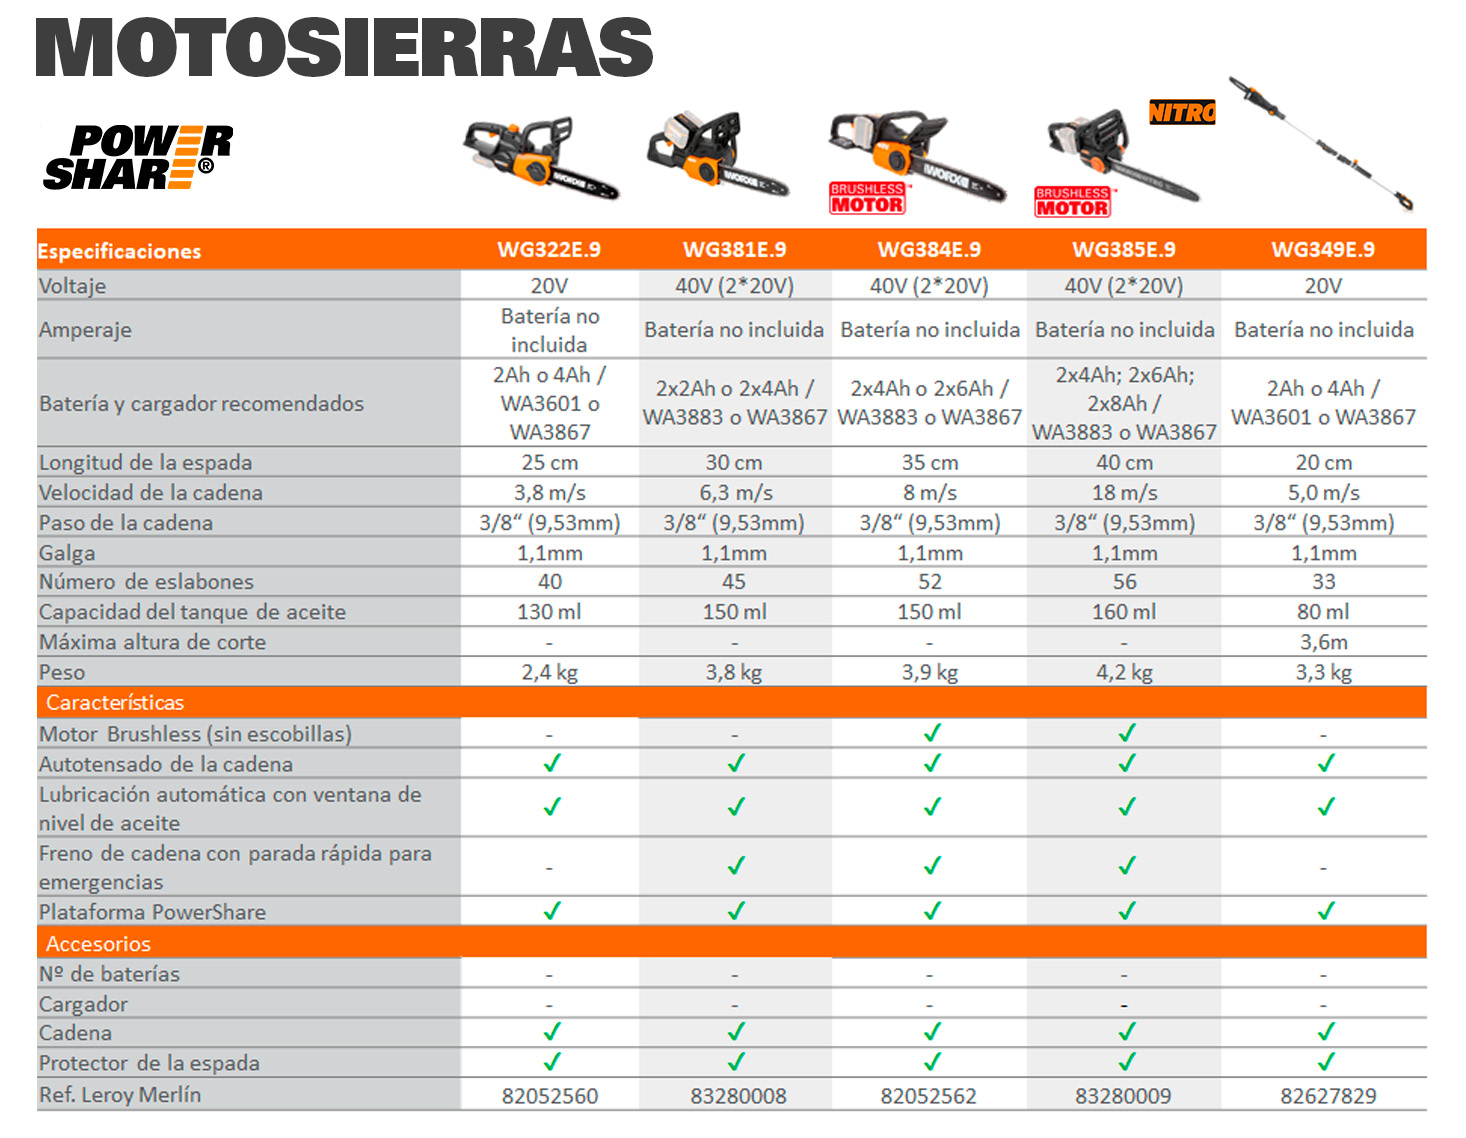 MOTOSIERRAS
POWER
SHARE®
NITRO
WORX
WORX
WORX
BRUSHLESS™
MOTOR
BRUSHLESS™
MOTOR
Especificaciones WG322E.9 WG381E.9 WG384E.9 WG385E.9 WG349E.9
Voltaje 20V 40V (2*20V) 40V (2*20V) 40V (2*20V) 20V
Amperaje Batería no incluida Batería no incluida Batería no incluida Batería no incluida Batería no incluida
Batería y cargador recomendados 2Ah o 4Ah / WA3601 o WA3867 2x2Ah o 2x4Ah / WA3883 o WA3867 2x4Ah o 2x6Ah / WA3883 o WA3867 2x4Ah; 2x6Ah; 2x8Ah / WA3883 o WA3867 2Ah o 4Ah / WA3601 o WA3867
Longitud de la espada 25 cm 30 cm 35 cm 40 cm 20 cm
Velocidad de la cadena 3,8 m/s 6,3 m/s 8 m/s 18 m/s 5,0 m/s
Paso de la cadena 3/8“ (9,53mm) 3/8“ (9,53mm) 3/8“ (9,53mm) 3/8“ (9,53mm) 3/8“ (9,53mm)
Galga 1,1mm 1,1mm 1,1mm 1,1mm 1,1mm
Número de eslabones 40 45 52 56 33
Capacidad del tanque de aceite 130 ml 150 ml 150 ml 160 ml 80 ml
Máxima altura de corte - - - - 3,6m
Peso 2,4 kg 3,8 kg 3,9 kg 4,2 kg 3,3 kg
Características
Motor Brushless (sin escobillas) - - ✓ ✓ -
Autotensado de la cadena ✓ ✓ ✓ ✓ ✓
Lubricación automática con ventana de nivel de aceite ✓ ✓ ✓ ✓ ✓
Freno de cadena con parada rápida para emergencias - ✓ ✓ ✓ -
Plataforma PowerShare ✓ ✓ ✓ ✓ ✓
Accesorios
Nº de baterías - - - - -
Cargador - - - - -
Cadena ✓ ✓ ✓ ✓ ✓
Protector de la espada ✓ ✓ ✓ ✓ ✓
Ref. Leroy Merlín 82052560 83280008 82052562 83280009 82627829